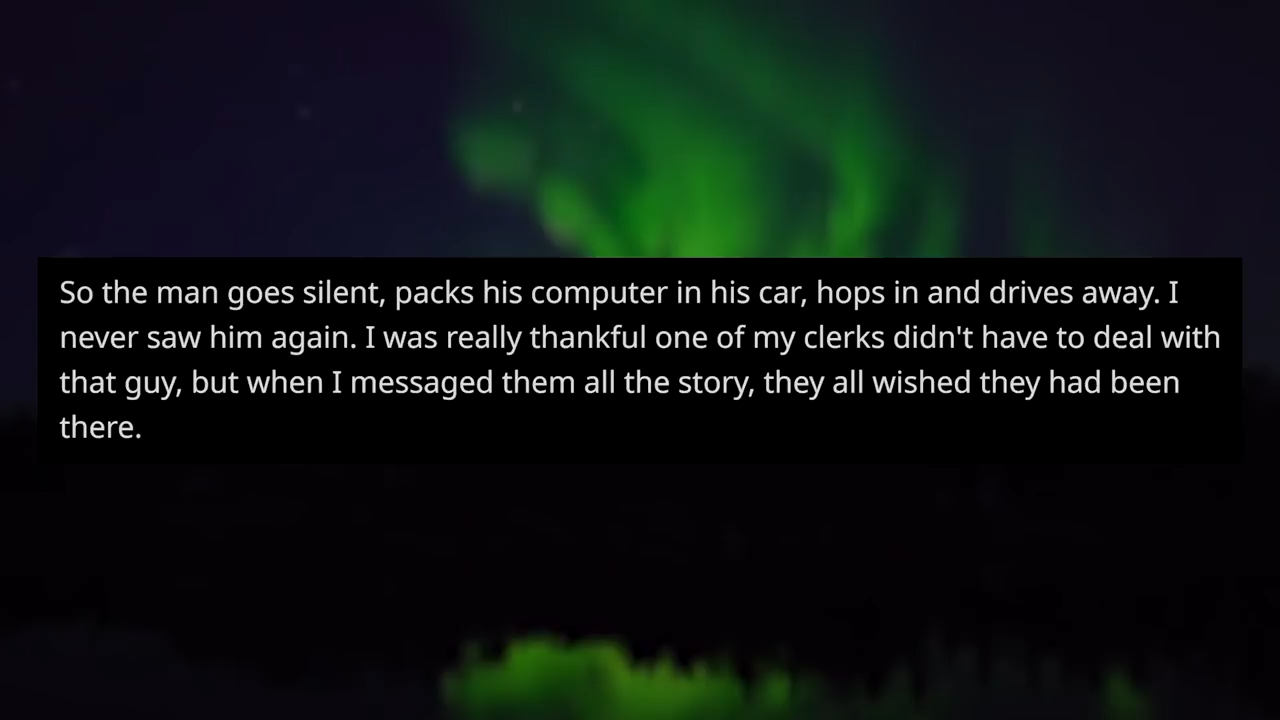 So the man goes silent, packs his computer in his car, hops in and drives away. I
never saw him again. I was really thankful one of my clerks didn't have to deal with
that guy, but when I messaged them all the story, they all wished they had been
there.